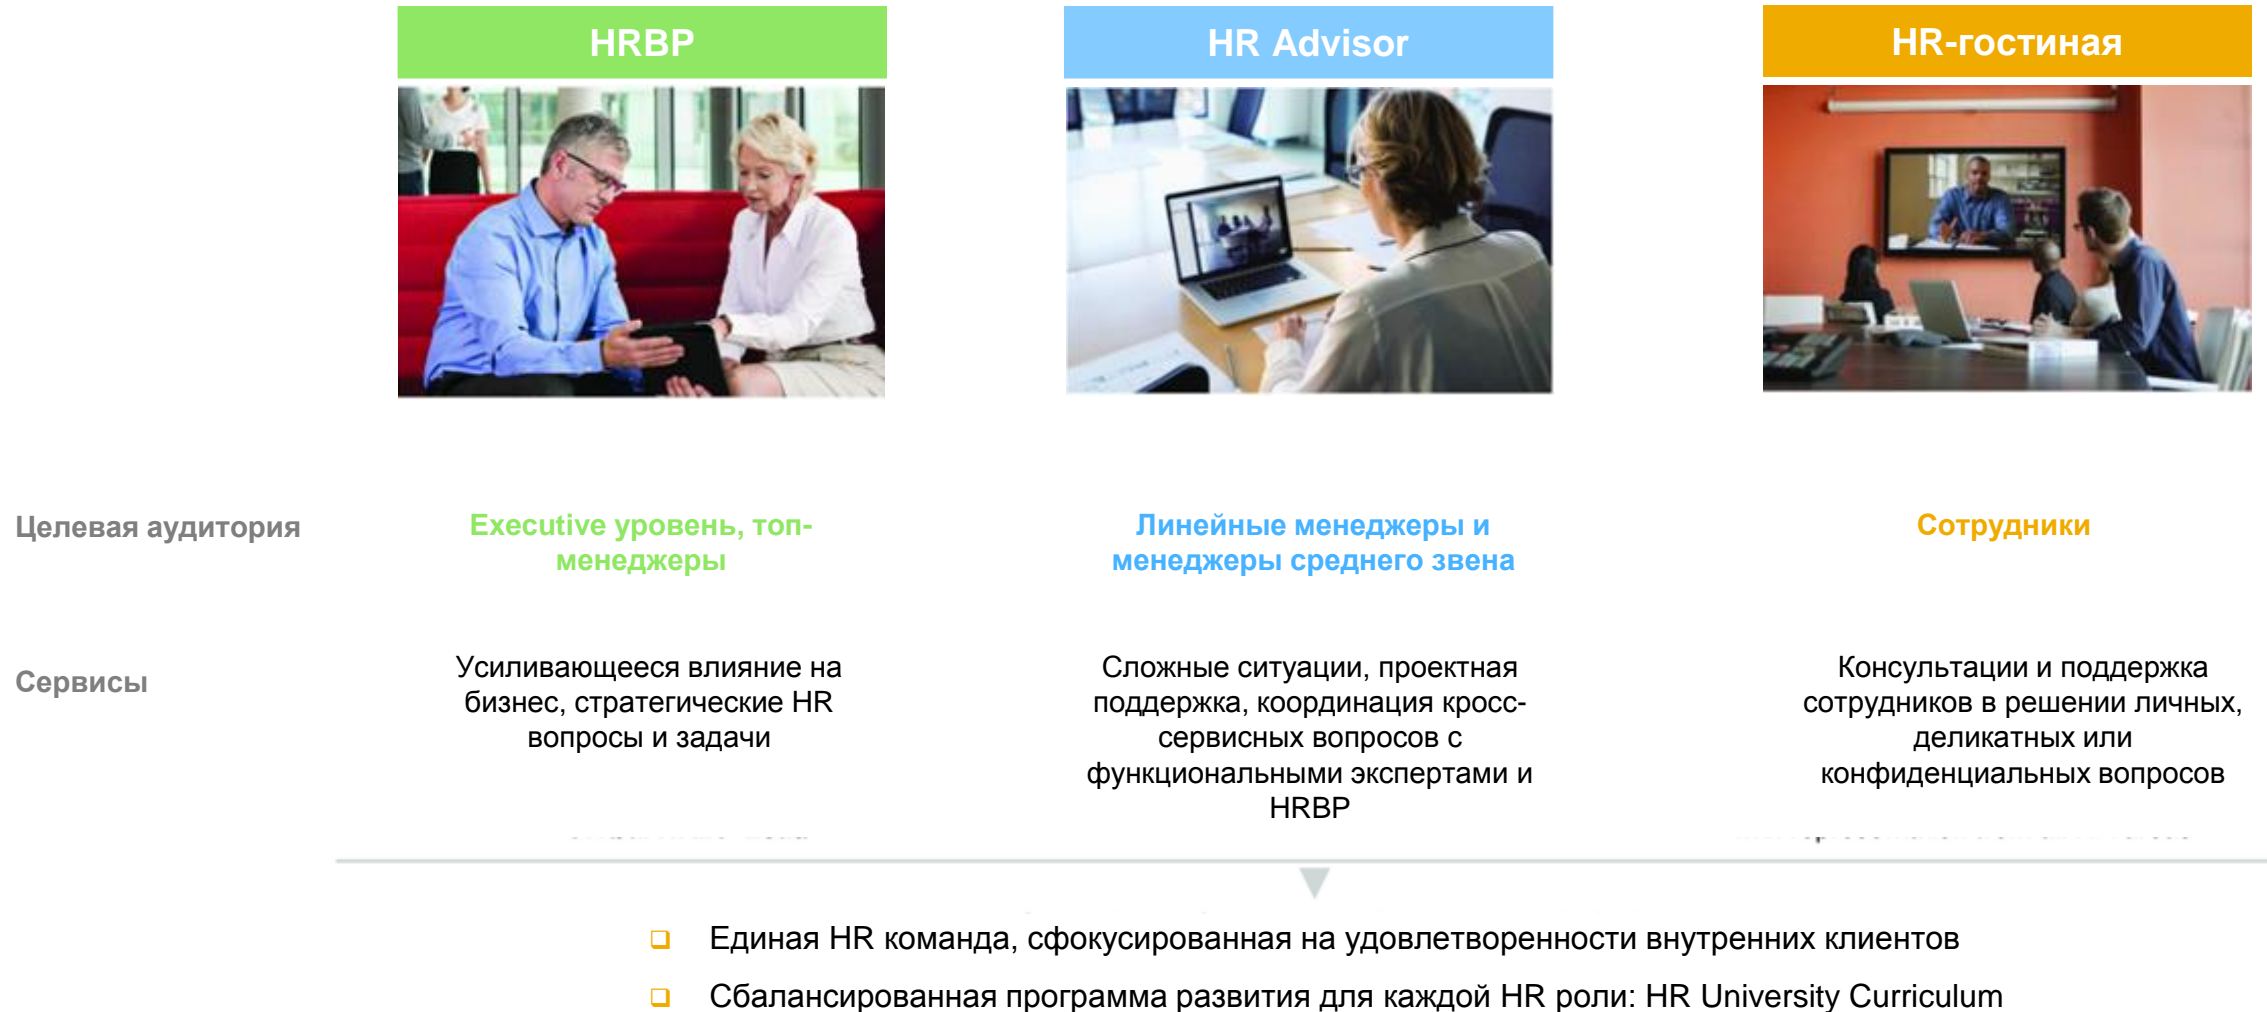 HRBP
HR Advisor
HR-гостиная
Целевая аудитория
Executive уровень, топ-
менеджеры
Линейные менеджеры и
менеджеры среднего звена
Сотрудники
Сервисы
Усиливающееся влияние на
бизнес, стратегические HR
вопросы и задачи
Сложные ситуации, проектная
поддержка, координация кросс-
сервисных вопросов с
функциональными экспертами и
HRBP
Консультации и поддержка
сотрудников в решении личных,
деликатных или
конфиденциальных вопросов
Единая HR команда, сфокусированная на удовлетворенности внутренних клиентов
Сбалансированная программа развития для каждой HR роли: HR University Curriculum